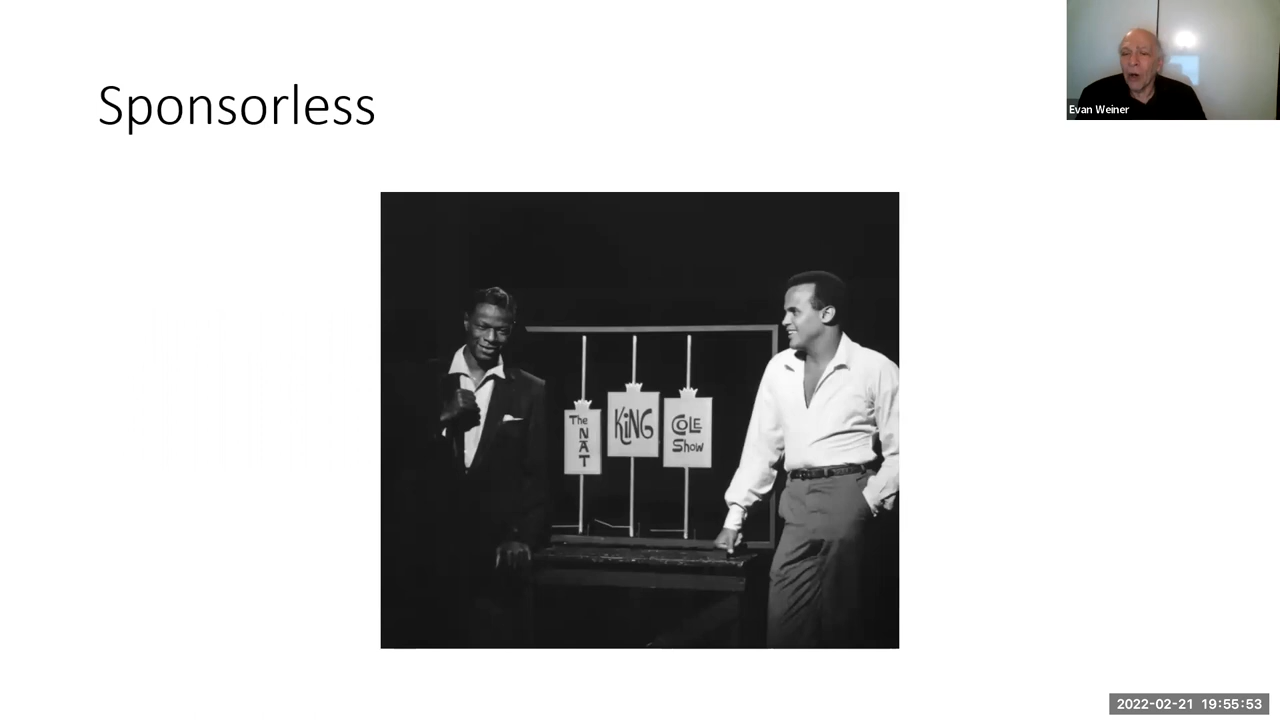 Sponsorless
Evan Weiner
The
NAT
KiNG
COLE
Show
2022-02-21 19:55:53